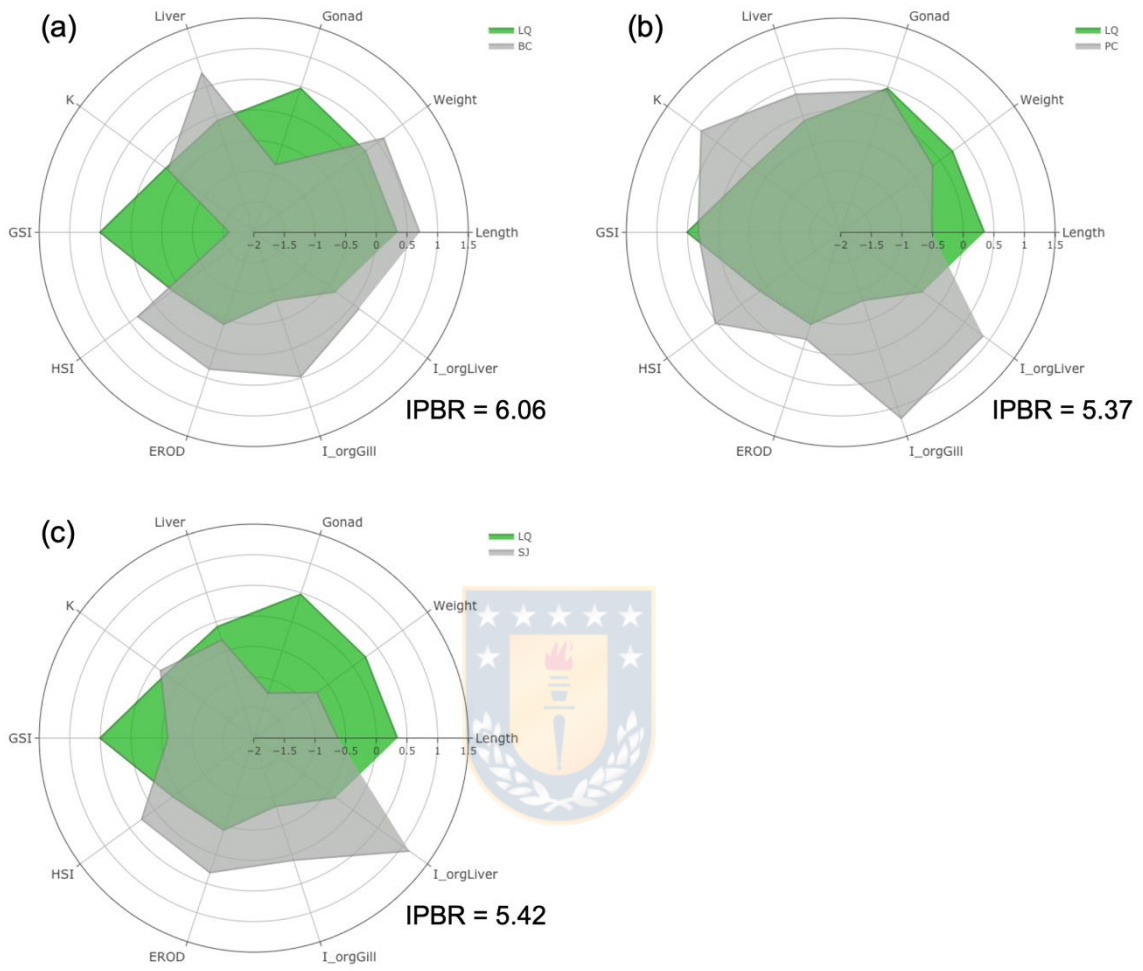 (a)
Liver
Gonad
LQ
BC
K
Weight
GSI
-2 -1.5 -1 -0.5 0 0.5 1 1.5
Length
HSI
I_orgLiver
EROD
I_orgGill
IPBR = 6.06
(b)
Liver
Gonad
LQ
PC
K
Weight
GSI
-2 -1.5 -1 -0.5 0 0.5 1 1.5
Length
HSI
I_orgLiver
EROD
I_orgGill
IPBR = 5.37
(c)
Liver
Gonad
LQ
SJ
K
Weight
GSI
-2 -1.5 -1 -0.5 0 0.5 1 1.5
Length
HSI
I_orgLiver
EROD
I_orgGill
IPBR = 5.42